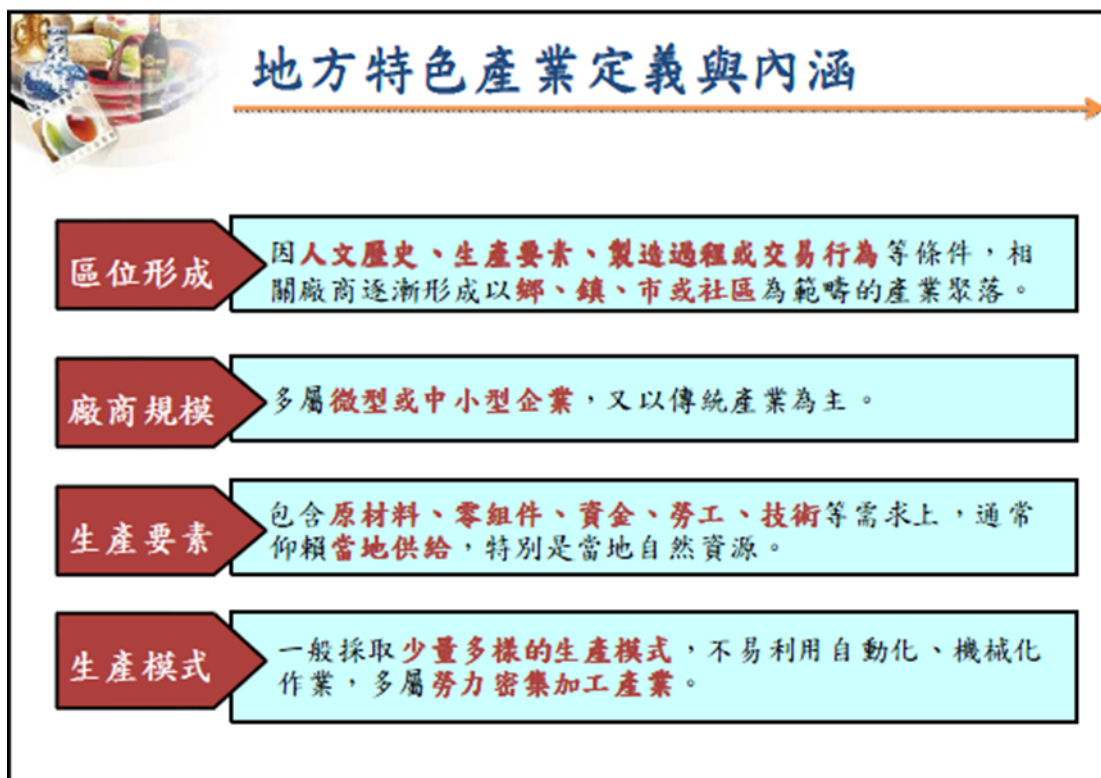 地方特色產業定義與內涵
區位形成
因人文歷史、生產要素、製造過程或交易行為等條件，相
關廠商逐漸形成以鄉、鎮、市或社區為範疇的產業聚落。
廠商規模
多屬微型或中小型企業，又以傳統產業為主。
生產要素
包含原材料、零組件、資金、勞工、技術等需求上，通常
仰賴當地供給，特別是當地自然資源。
生產模式
一般採取少量多樣的生產模式，不易利用自動化、機械化
作業，多屬勞力密集加工產業。